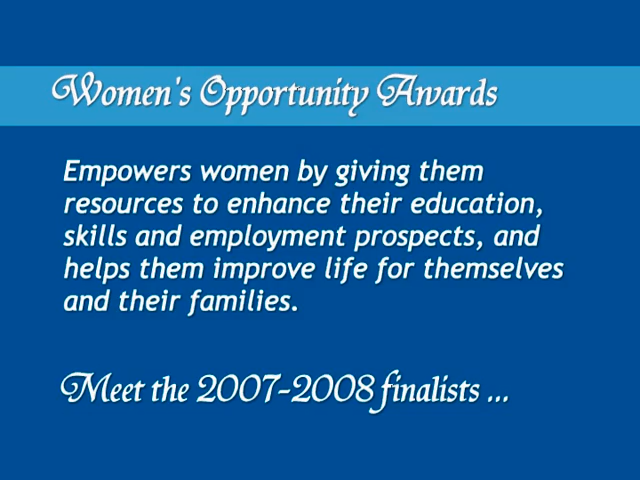 Women's Opportunity Awards
Empowers women by giving them
resources to enhance their education,
skills and employment prospects, and
helps them improve life for themselves
and their families.
Meet the 2007-2008 finalists ...